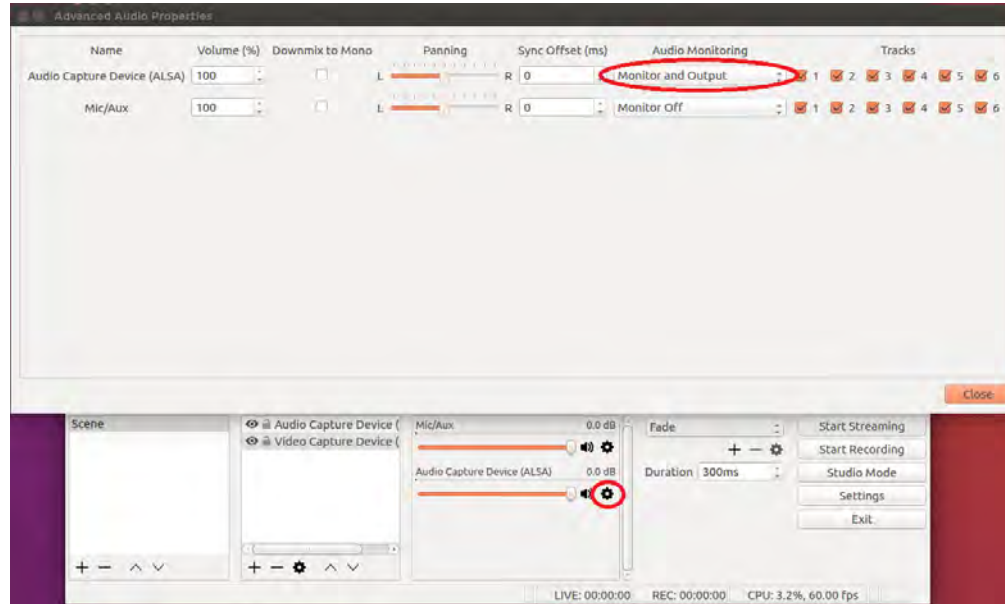 Advanced Audio Properties
Name Volume (%) Downmix to Mono Panning Sync Offset (ms) Audio Monitoring Tracks
Audio Capture Device (ALSA) 100 L R 0 Monitor and Output 1 2 3 4 5 6
Mic/Aux 100 L R 0 Monitor Off 1 2 3 4 5 6
Close
Scene Audio Capture Device ( Mic/Aux 0.0 dB Fade Start Streaming
Video Capture Device ( Start Recording
Audio Capture Device (ALSA) 0.0 dB Duration 300ms Studio Mode
Settings
Exit
LIVE: 00:00:00 REC: 00:00:00 CPU: 3.2%, 60.00 fps